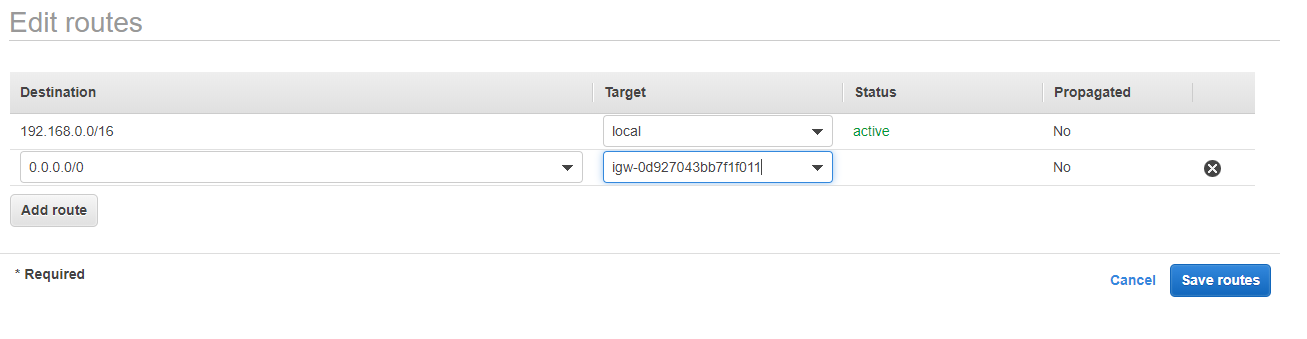 Edit routes
Destination Target Status Propagated
192.168.0.0/16 local active No
0.0.0.0/0 igw-0d927043bb7f1f011 No
Add route
* Required
Cancel Save routes